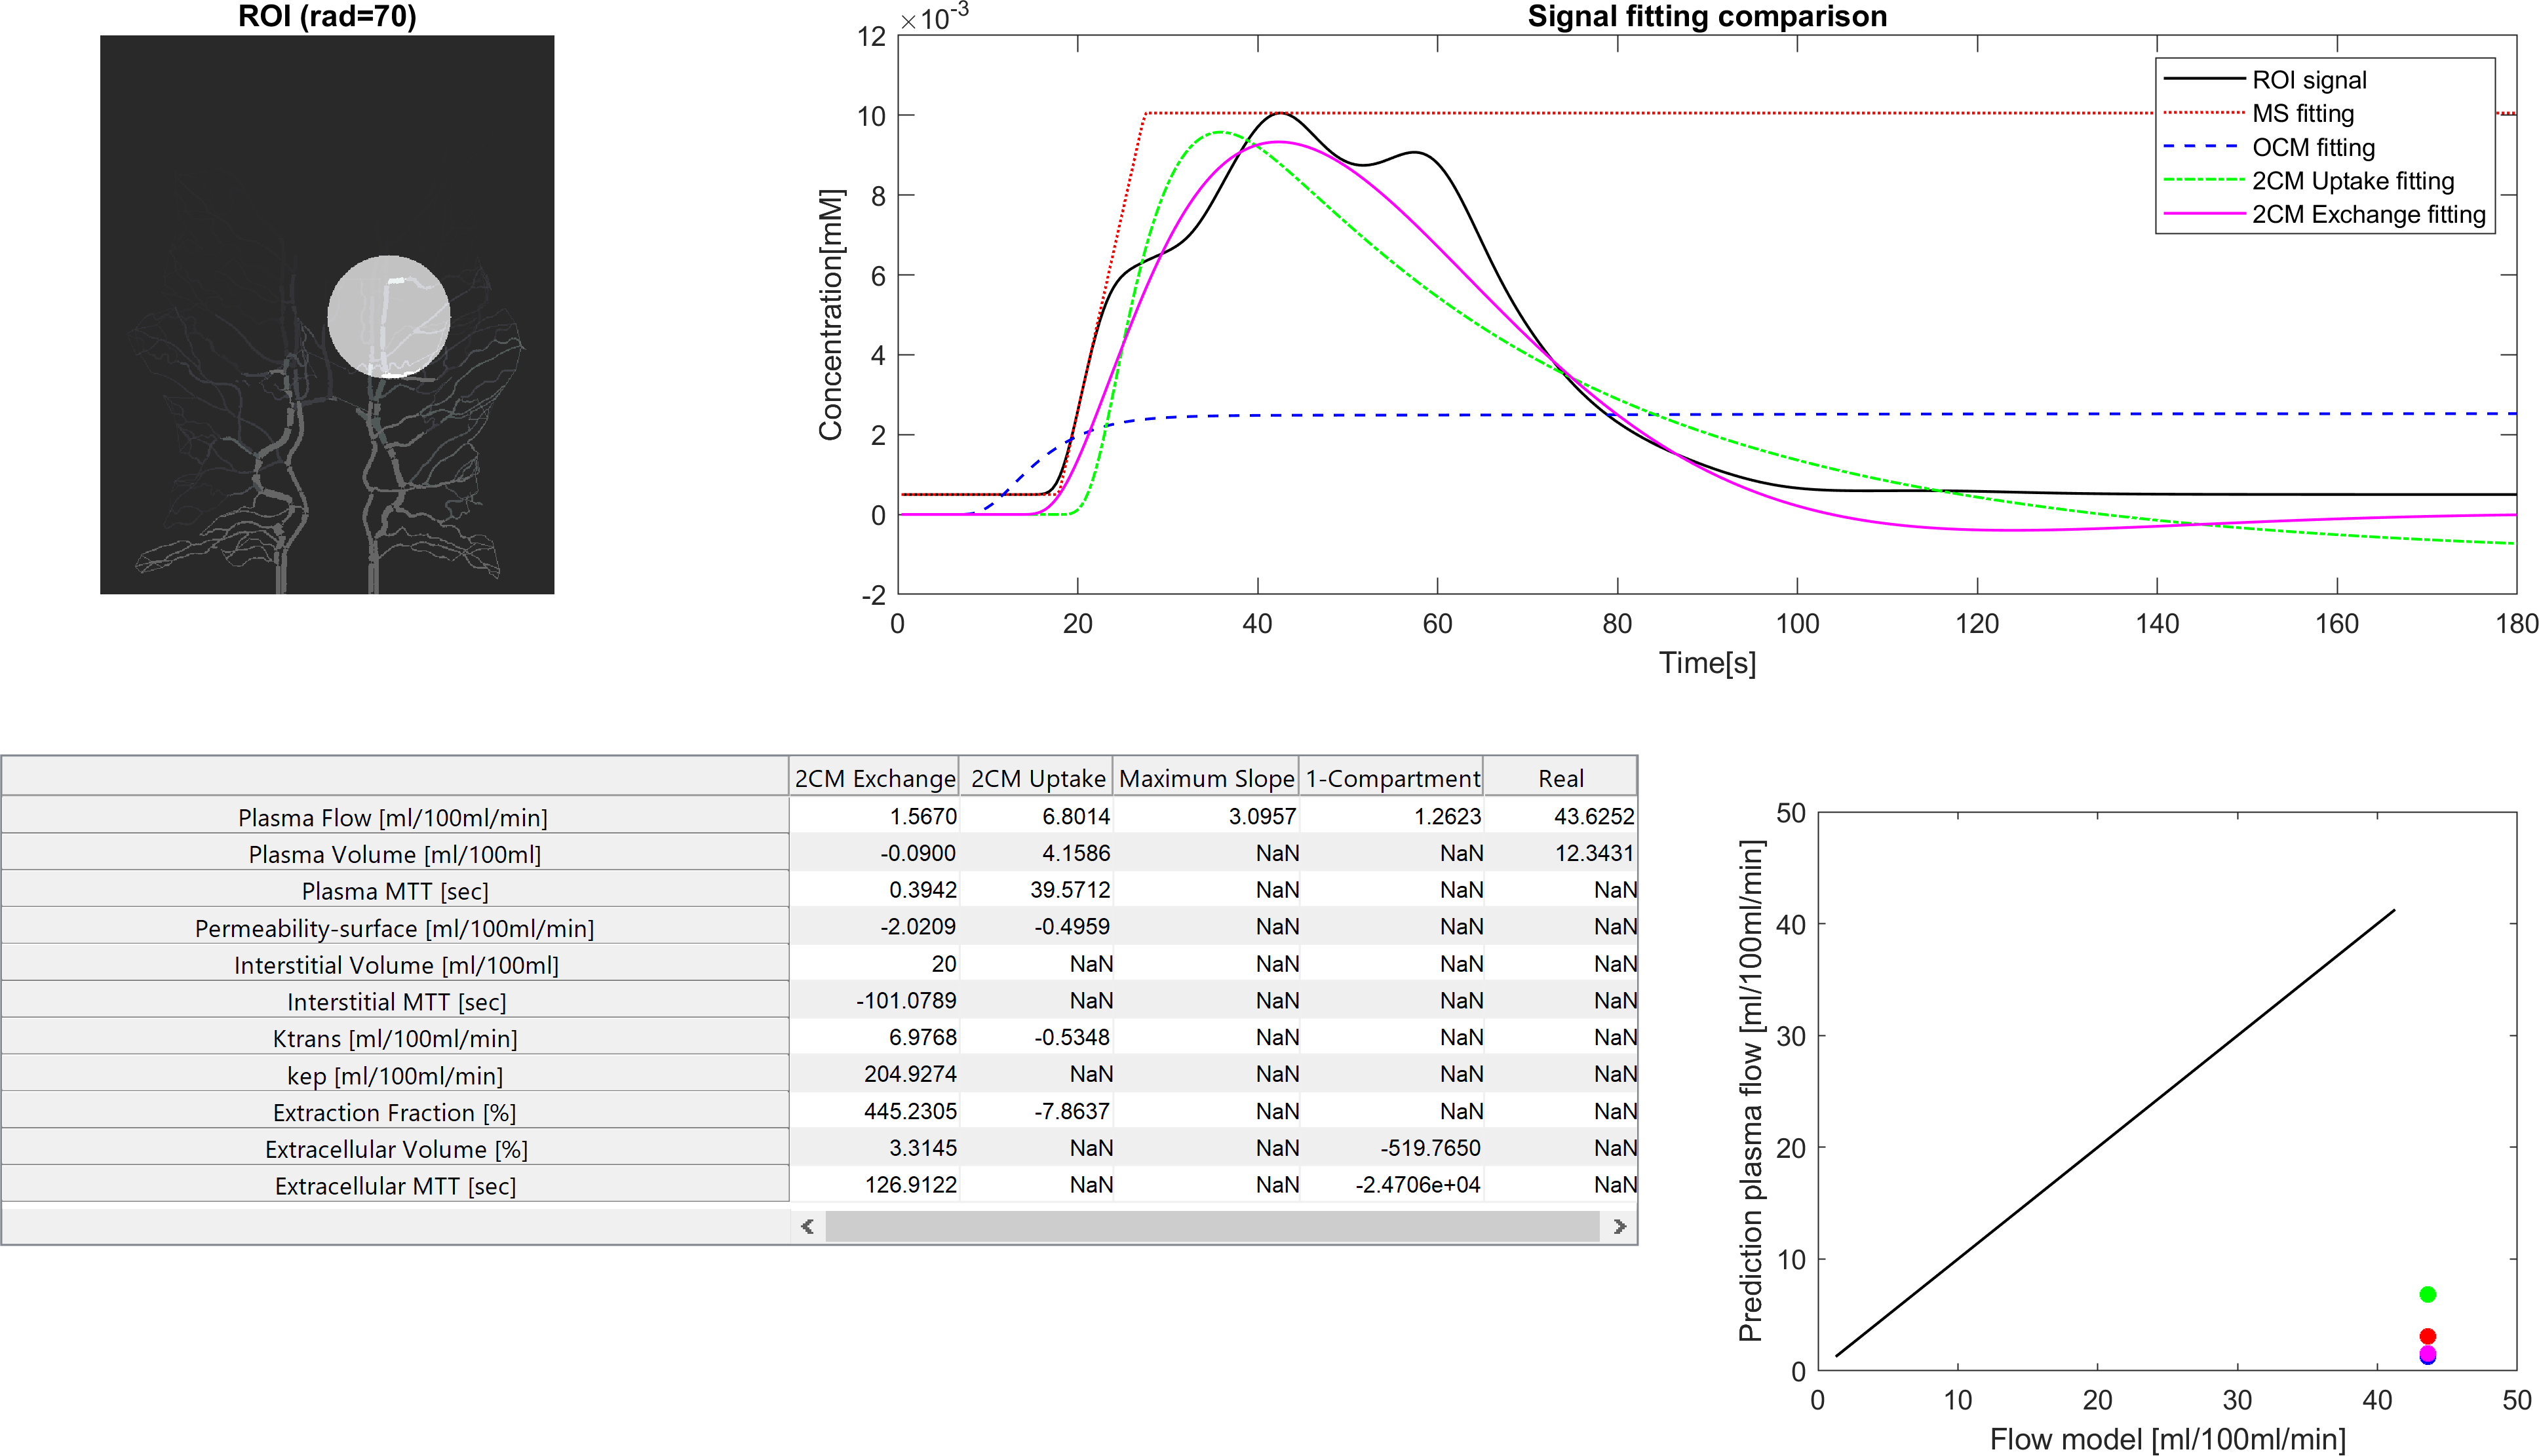 ROI (rad=70)
Signal fitting comparison
×10-3
12
10
8
6
4
2
0
-2
Concentration[mM]
0 20 40 60 80 100 120 140 160 180
Time[s]
ROI signal
MS fitting
OCM fitting
2CM Uptake fitting
2CM Exchange fitting
2CM Exchange 2CM Uptake Maximum Slope 1-Compartment Real
Plasma Flow [ml/100ml/min] 1.5670 6.8014 3.0957 1.2623 43.6252
Plasma Volume [ml/100ml] -0.0900 4.1586 NaN NaN 12.3431
Plasma MTT [sec] 0.3942 39.5712 NaN NaN NaN
Permeability-surface [ml/100ml/min] -2.0209 -0.4959 NaN NaN NaN
Interstitial Volume [ml/100ml] 20 NaN NaN NaN NaN
Interstitial MTT [sec] -101.0789 NaN NaN NaN NaN
Ktrans [ml/100ml/min] 6.9768 -0.5348 NaN NaN NaN
kep [ml/100ml/min] 204.9274 NaN NaN NaN NaN
Extraction Fraction [%] 445.2305 -7.8637 NaN NaN NaN
Extracellular Volume [%] 3.3145 NaN NaN -519.7650 NaN
Extracellular MTT [sec] 126.9122 NaN NaN -2.4706e+04 NaN
50
40
30
20
10
0
Prediction plasma flow [ml/100ml/min]
0 10 20 30 40 50
Flow model [ml/100ml/min]